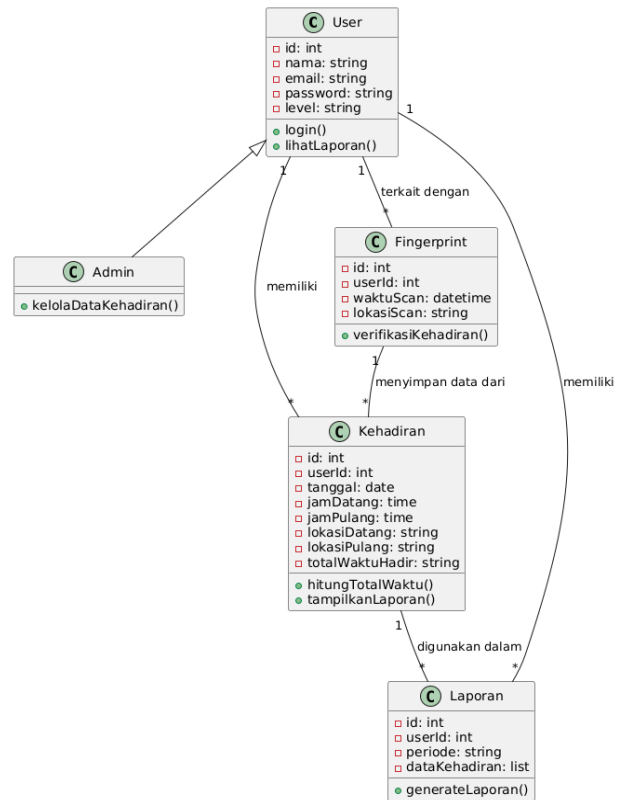 C User
id: int
nama: string
email: string
password: string
level: string
login()
lihatLaporan()
1
1
1
terkait dengan
*
C Admin
kelolaDataKehadiran()
memiliki
C Fingerprint
id: int
userId: int
waktuScan: datetime
lokasiScan: string
verifikasiKehadiran()
1
menyimpan data dari
memiliki
*
*
C Kehadiran
id: int
userId: int
tanggal: date
jamDatang: time
jamPulang: time
lokasiDatang: string
lokasiPulang: string
totalWaktuHadir: string
hitungTotalWaktu()
tampilkanLaporan()
1
digunakan dalam
*
*
C Laporan
id: int
userId: int
periode: string
dataKehadiran: list
generateLaporan()